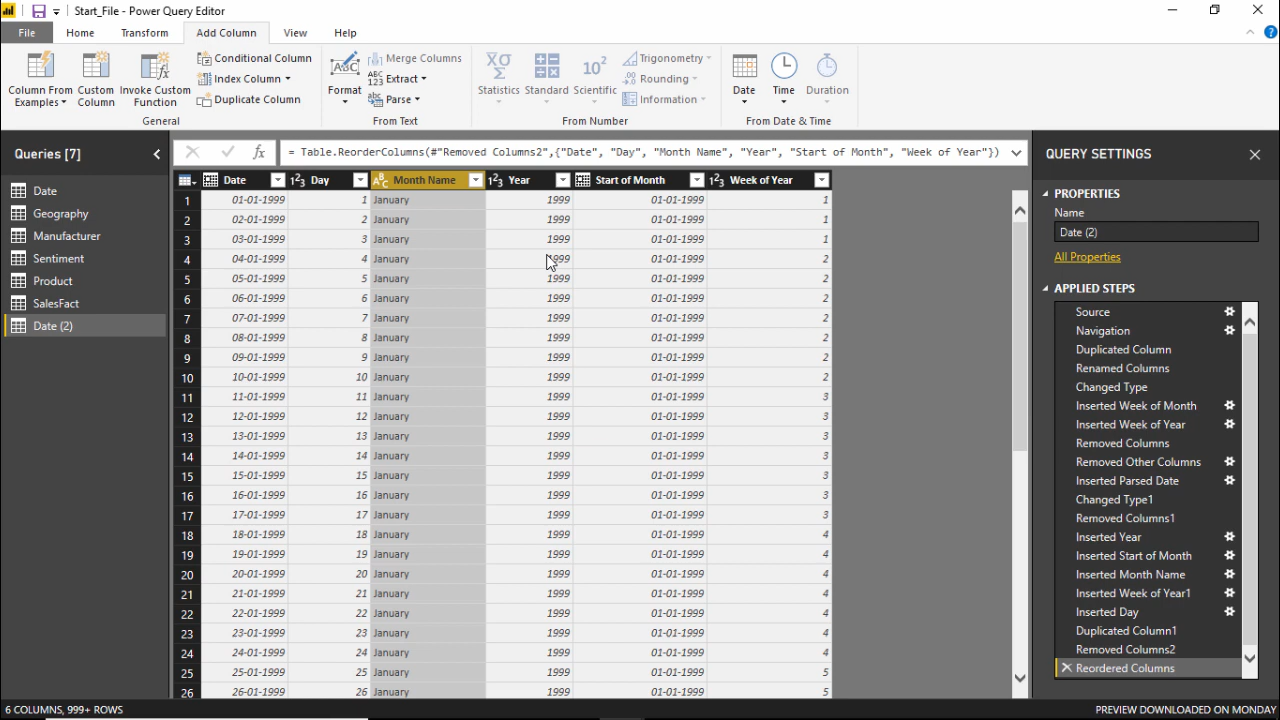 Start_File - Power Query Editor
File Home Transform Add Column View Help
Column From Examples
Custom Column
Invoke Custom Function
Conditional Column
Index Column
Duplicate Column
General
Format
Merge Columns
Extract
Parse
From Text
Statistics
Standard
Scientific
Trigonometry
Rounding
Information
From Number
Date
Time
Duration
From Date & Time
Queries [7]
Date
Geography
Manufacturer
Sentiment
Product
SalesFact
Date (2)
fx = Table.ReorderColumns(#"Removed Columns2",{"Date", "Day", "Month Name", "Year", "Start of Month", "Week of Year"})
Date Day Month Name Year Start of Month Week of Year
1 01-01-1999 1 January 1999 01-01-1999 1
2 02-01-1999 2 January 1999 01-01-1999 1
3 03-01-1999 3 January 1999 01-01-1999 1
4 04-01-1999 4 January 1999 01-01-1999 2
5 05-01-1999 5 January 1999 01-01-1999 2
6 06-01-1999 6 January 1999 01-01-1999 2
7 07-01-1999 7 January 1999 01-01-1999 2
8 08-01-1999 8 January 1999 01-01-1999 2
9 09-01-1999 9 January 1999 01-01-1999 2
10 10-01-1999 10 January 1999 01-01-1999 2
11 11-01-1999 11 January 1999 01-01-1999 3
12 12-01-1999 12 January 1999 01-01-1999 3
13 13-01-1999 13 January 1999 01-01-1999 3
14 14-01-1999 14 January 1999 01-01-1999 3
15 15-01-1999 15 January 1999 01-01-1999 3
16 16-01-1999 16 January 1999 01-01-1999 3
17 17-01-1999 17 January 1999 01-01-1999 3
18 18-01-1999 18 January 1999 01-01-1999 4
19 19-01-1999 19 January 1999 01-01-1999 4
20 20-01-1999 20 January 1999 01-01-1999 4
21 21-01-1999 21 January 1999 01-01-1999 4
22 22-01-1999 22 January 1999 01-01-1999 4
23 23-01-1999 23 January 1999 01-01-1999 4
24 24-01-1999 24 January 1999 01-01-1999 4
25 25-01-1999 25 January 1999 01-01-1999 5
26 26-01-1999 26 January 1999 01-01-1999 5
QUERY SETTINGS
PROPERTIES
Name
Date (2)
All Properties
APPLIED STEPS
Source
Navigation
Duplicated Column
Renamed Columns
Changed Type
Inserted Week of Month
Inserted Week of Year
Removed Columns
Removed Other Columns
Inserted Parsed Date
Changed Type1
Removed Columns1
Inserted Year
Inserted Start of Month
Inserted Month Name
Inserted Week of Year1
Inserted Day
Duplicated Column1
Removed Columns2
Reordered Columns
6 COLUMNS, 999+ ROWS
PREVIEW DOWNLOADED ON MONDAY